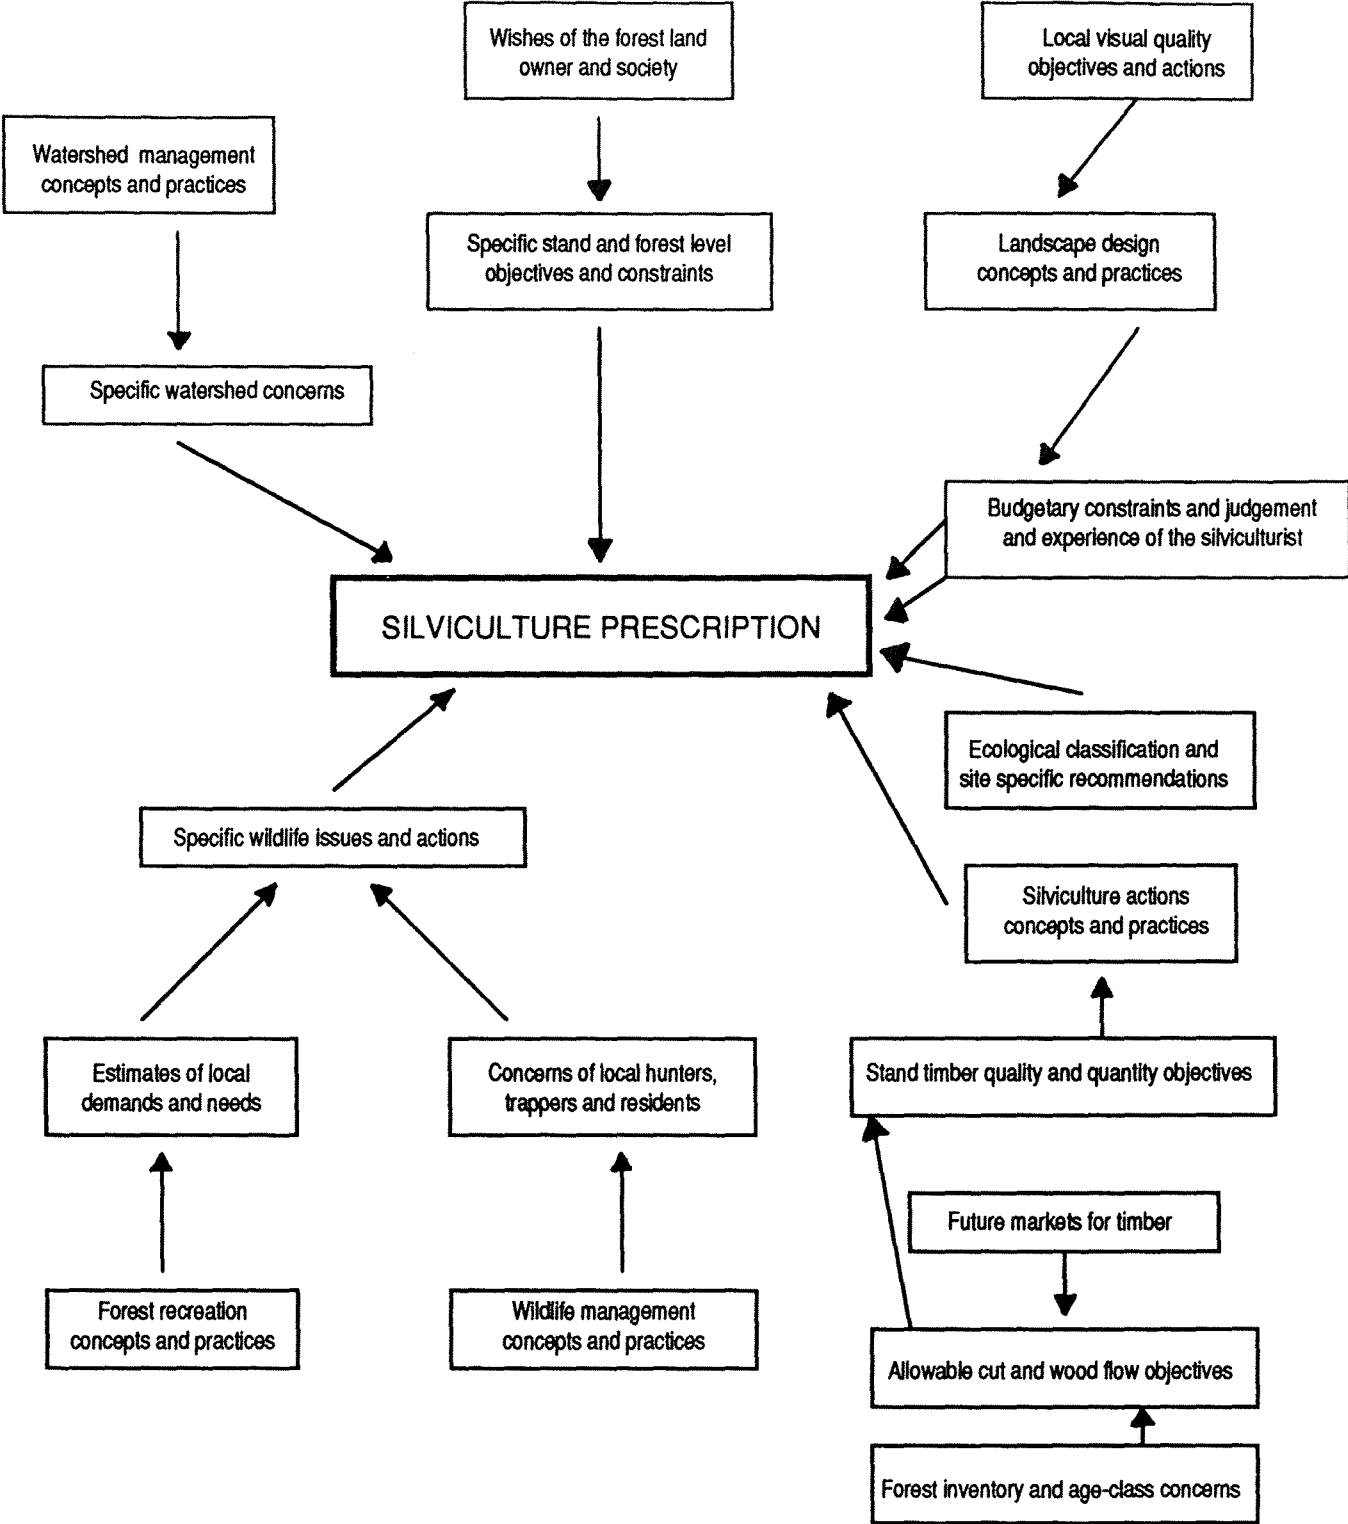 Wishes of the forest land
owner and society
Local visual quality
objectives and actions
Watershed management
concepts and practices
Specific stand and forest level
objectives and constraints
Landscape design
concepts and practices
Specific watershed concerns
Budgetary constraints and judgement
and experience of the silviculturist
SILVICULTURE PRESCRIPTION
Ecological classification and
site specific recommendations
Specific wildlife issues and actions
Silviculture actions
concepts and practices
Estimates of local
demands and needs
Concerns of local hunters,
trappers and residents
Stand timber quality and quantity objectives
Future markets for timber
Forest recreation
concepts and practices
Wildlife management
concepts and practices
Allowable cut and wood flow objectives
Forest inventory and age-class concerns